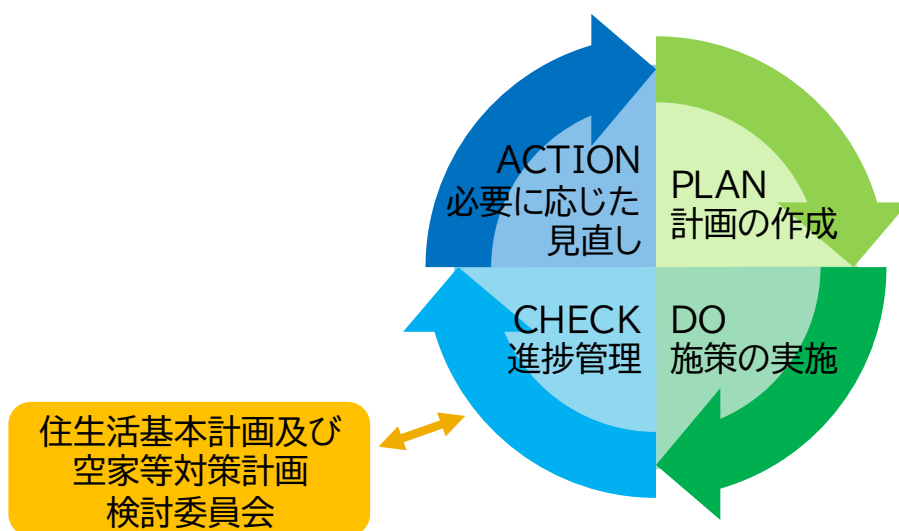 ACTION
必要に応じた
見直し
PLAN
計画の作成
CHECK
進捗管理
DO
施策の実施
住生活基本計画及び
空家等対策計画
検討委員会